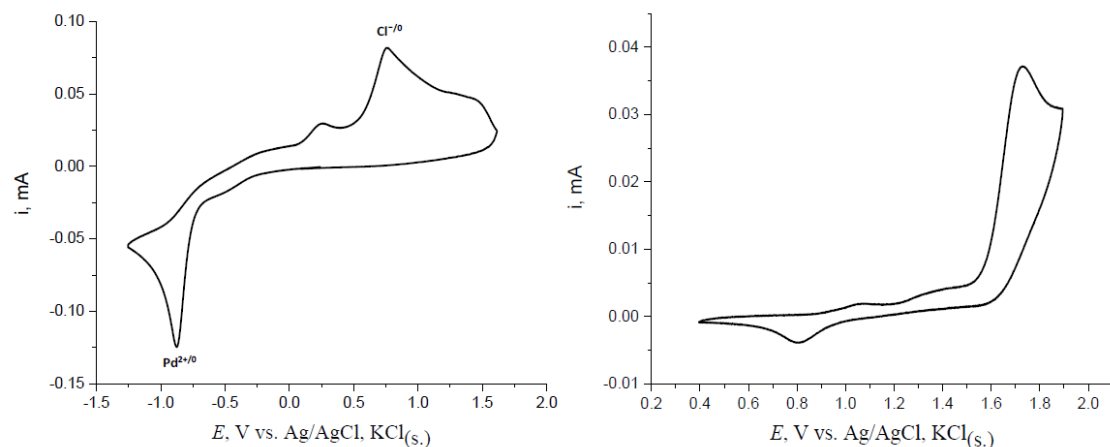 Cl⁻/⁰
Pd²⁺/⁰
i, mA
0.10
0.05
0.00
-0.05
-0.10
-0.15
-1.5 -1.0 -0.5 0.0 0.5 1.0 1.5 2.0
E, V vs. Ag/AgCl, KCl(s.)
i, mA
0.04
0.03
0.02
0.01
0.00
-0.01
0.2 0.4 0.6 0.8 1.0 1.2 1.4 1.6 1.8 2.0
E, V vs. Ag/AgCl, KCl(s.)